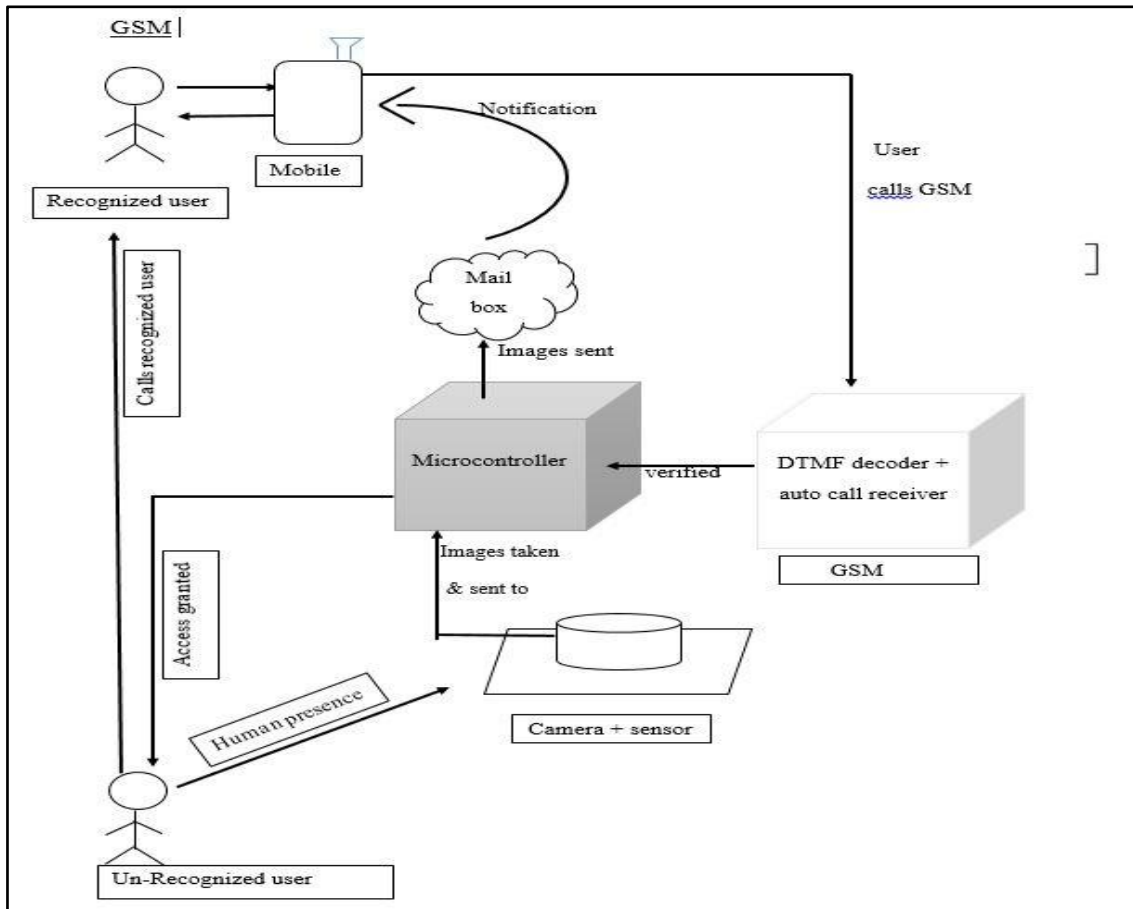 GSM
Notification
User
calls GSM
Mobile
Recognized user
Mail
box
Calls recognized user
Images sent
Microcontroller
verified
DTMF decoder +
auto call receiver
GSM
Images taken
& sent to
Access granted
Human presence
Camera + sensor
Un-Recognized user
]